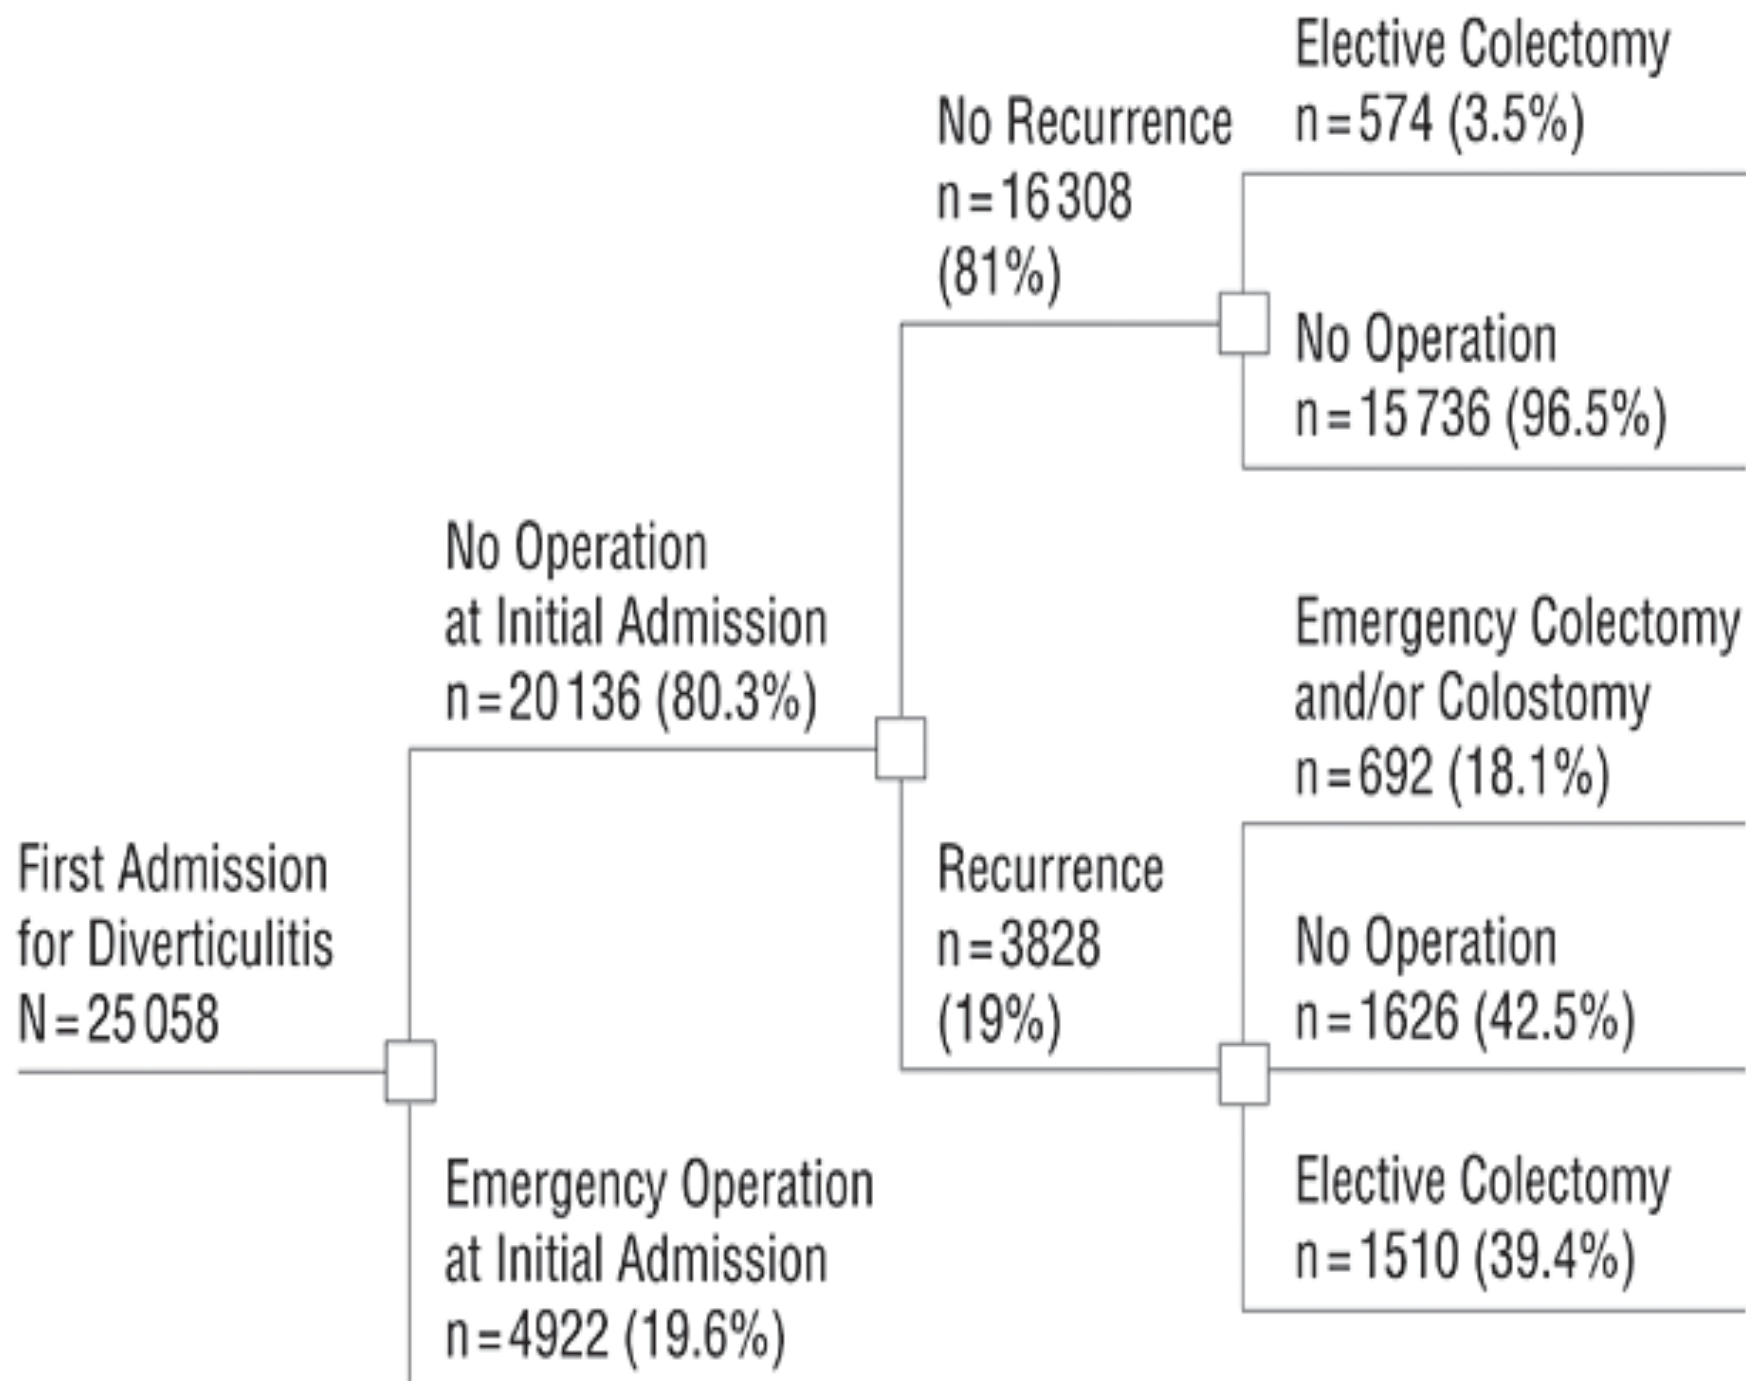 First Admission
for Diverticulitis
N=25 058
No Operation
at Initial Admission
n=20 136 (80.3%)
Emergency Operation
at Initial Admission
n=4922 (19.6%)
No Recurrence
n=16 308
(81%)
Recurrence
n=3828
(19%)
Elective Colectomy
n=574 (3.5%)
No Operation
n=15 736 (96.5%)
Emergency Colectomy
and/or Colostomy
n=692 (18.1%)
No Operation
n=1626 (42.5%)
Elective Colectomy
n=1510 (39.4%)